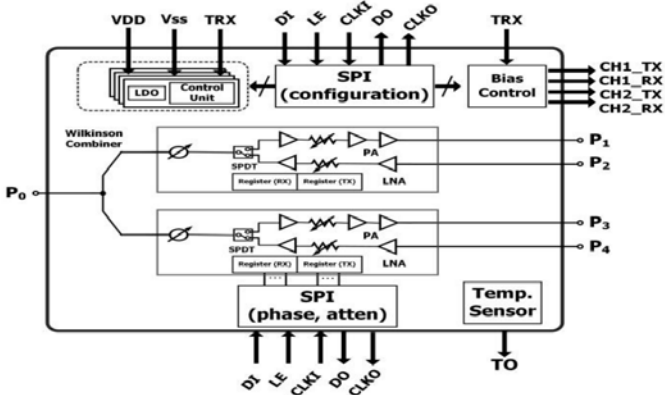 VDD Vss TRX DI LE CLKI DO CLKO TRX
LDO Control
Unit
SPI
(configuration)
Bias
Control
CH1_TX
CH1_RX
CH2_TX
CH2_RX
Wilkinson
Combiner
SPDT
PA
LNA
Register (RX) Register (TX)
P1
P2
P0
SPDT
PA
LNA
Register (RX) Register (TX)
P3
P4
... ...
SPI
(phase, atten)
Temp.
Sensor
DI LE CLKI DO CLKO
TO